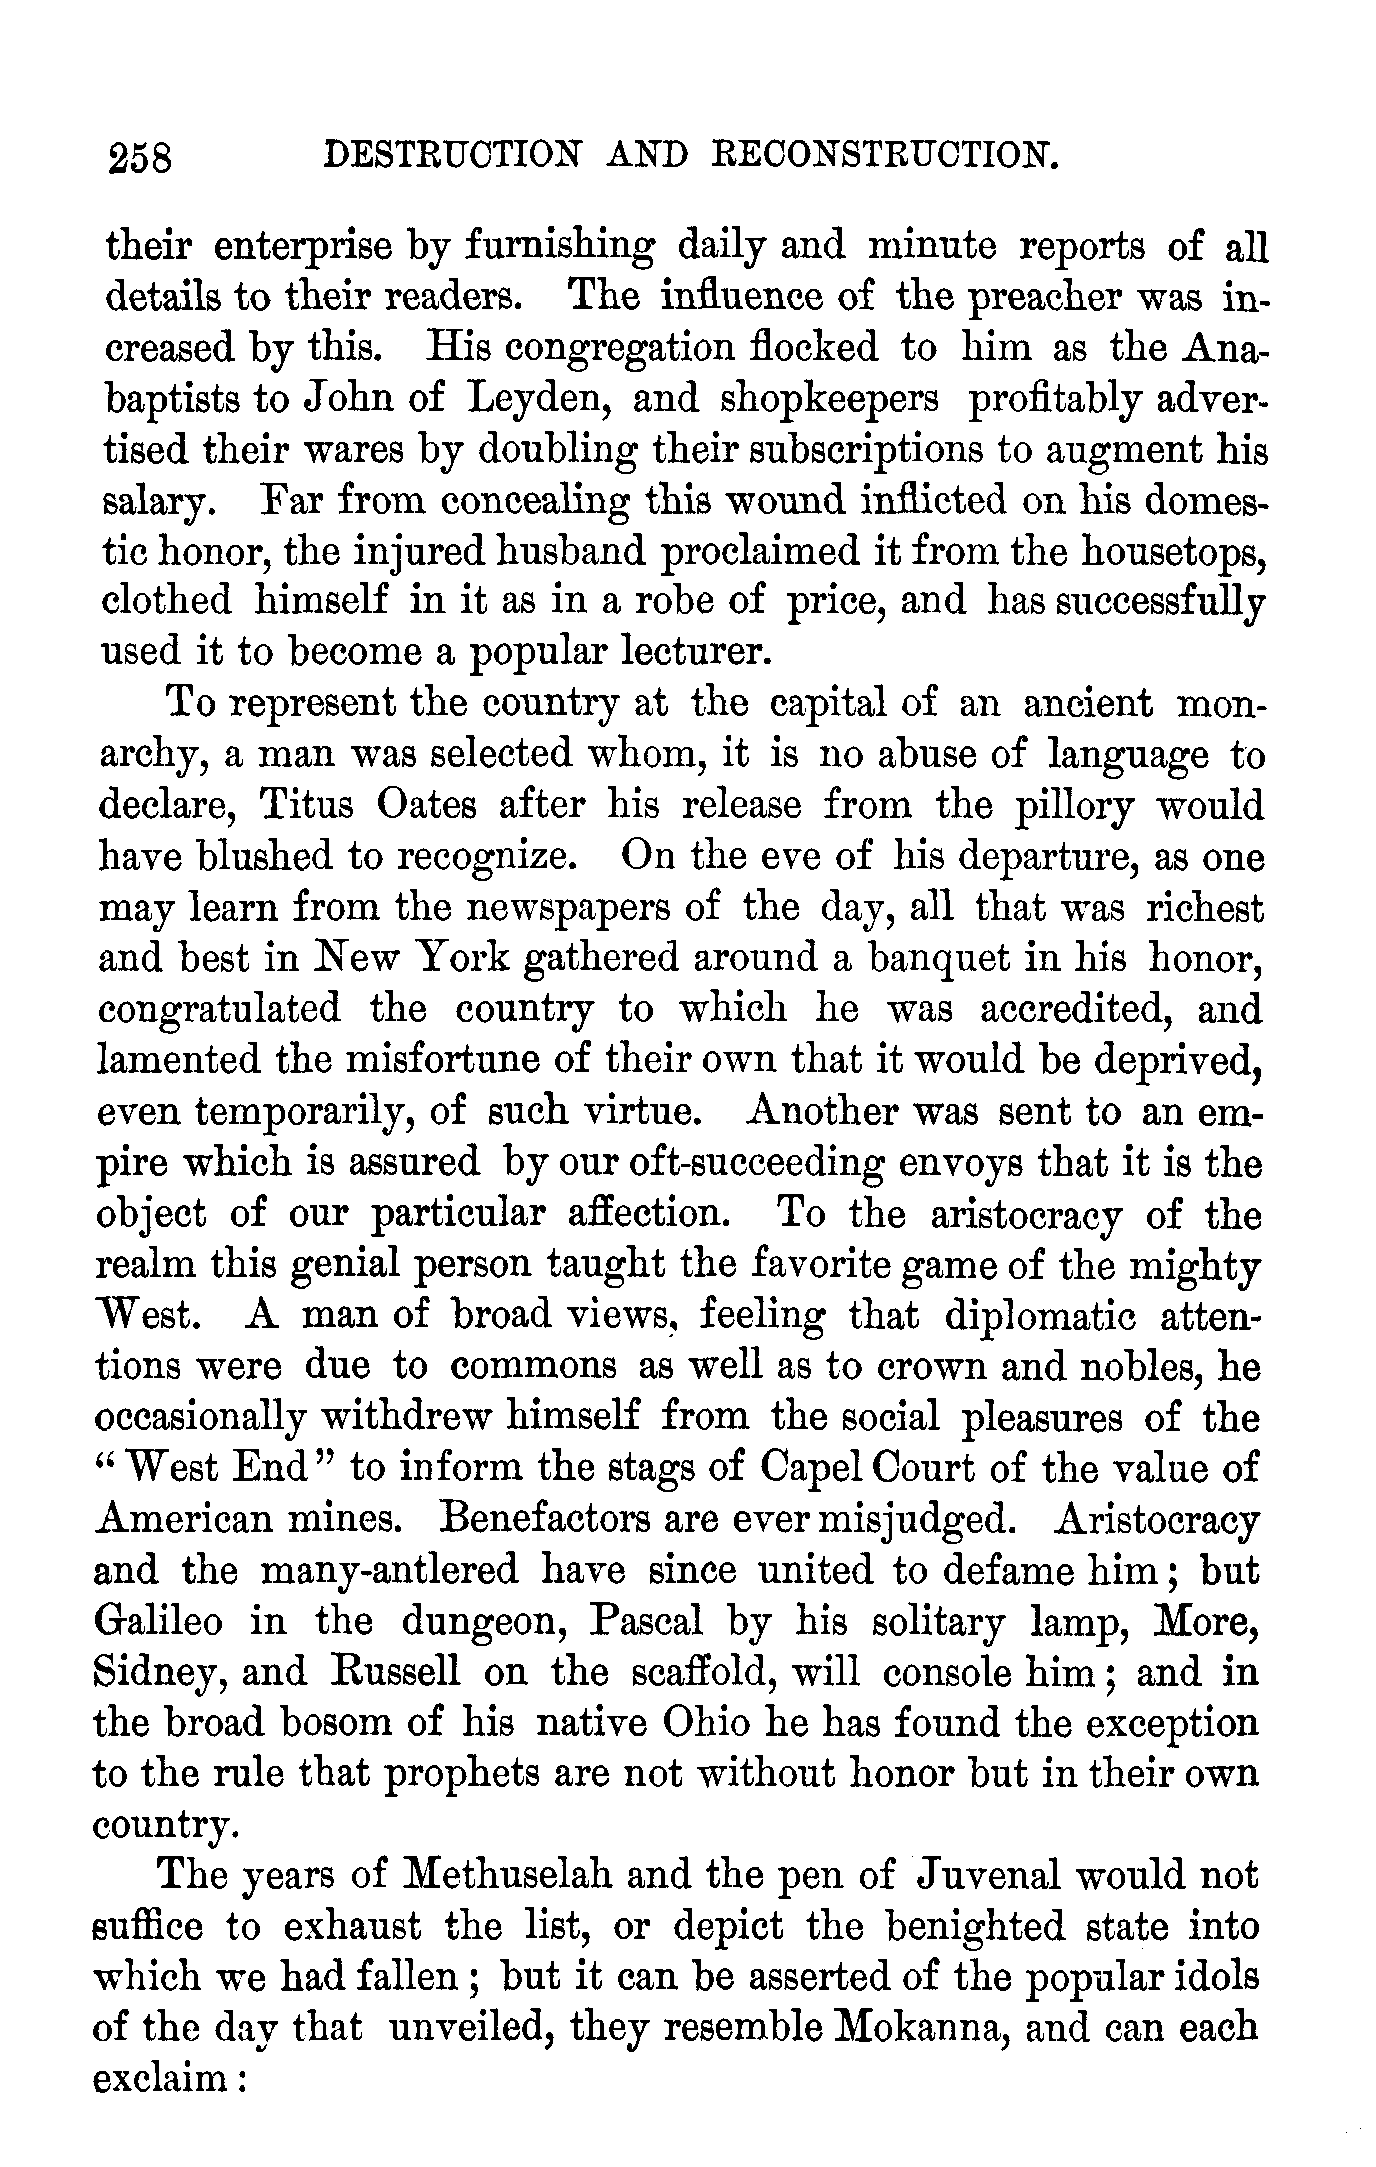 258 DESTRUCTION AND RECONSTRUCTION.
their enterprise by furnishing daily and minute reports of all
details to their readers. The influence of the preacher was in-
creased by this. His congregation flocked to him as the Ana-
baptists to John of Leyden, and shopkeepers profitably adver-
tised their wares by doubling their subscriptions to augment his
salary. Far from concealing this wound inflicted on his domes-
tic honor, the injured husband proclaimed it from the housetops,
clothed himself in it as in a robe of price, and has successfully
used it to become a popular lecturer.
To represent the country at the capital of an ancient mon-
archy, a man was selected whom, it is no abuse of language to
declare, Titus Oates after his release from the pillory would
have blushed to recognize. On the eve of his departure, as one
may learn from the newspapers of the day, all that was richest
and best in New York gathered around a banquet in his honor,
congratulated the country to which he was accredited, and
lamented the misfortune of their own that it would be deprived,
even temporarily, of such virtue. Another was sent to an em-
pire which is assured by our oft-succeeding envoys that it is the
object of our particular affection. To the aristocracy of the
realm this genial person taught the favorite game of the mighty
West. A man of broad views, feeling that diplomatic atten-
tions were due to commons as well as to crown and nobles, he
occasionally withdrew himself from the social pleasures of the
"West End" to inform the stags of Capel Court of the value of
American mines. Benefactors are ever misjudged. Aristocracy
and the many-antlered have since united to defame him; but
Galileo in the dungeon, Pascal by his solitary lamp, More,
Sidney, and Russell on the scaffold, will console him; and in
the broad bosom of his native Ohio he has found the exception
to the rule that prophets are not without honor but in their own
country.
The years of Methuselah and the pen of Juvenal would not
suffice to exhaust the list, or depict the benighted state into
which we had fallen; but it can be asserted of the popular idols
of the day that unveiled, they resemble Mokanna, and can each
exclaim: